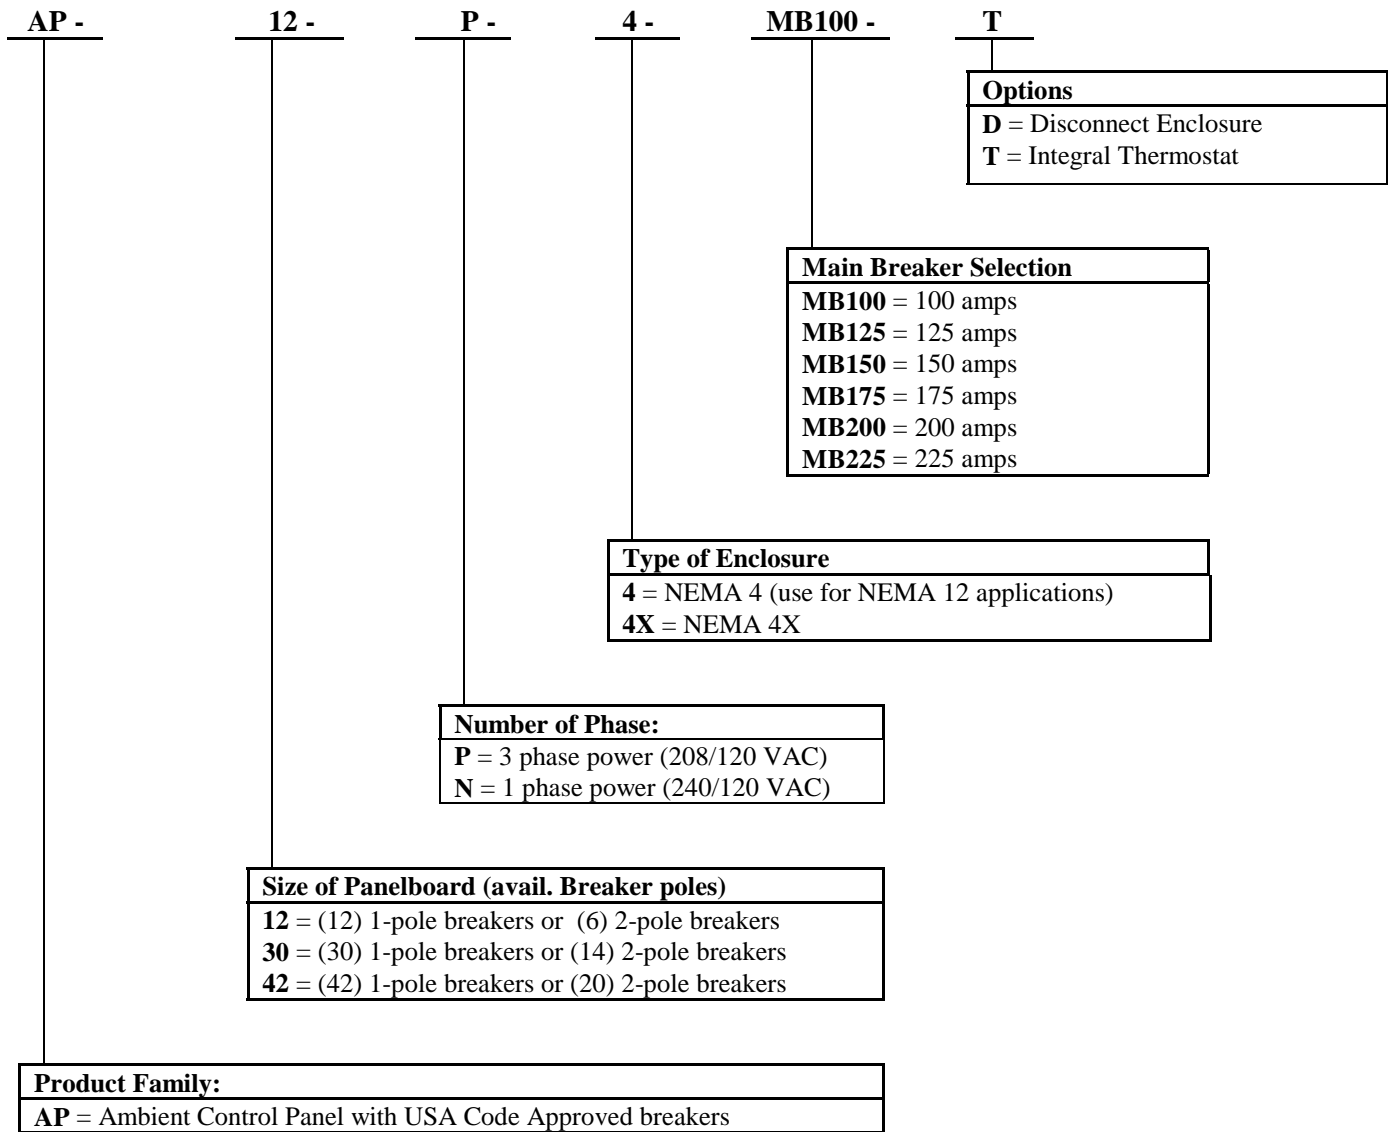 AP - 12 - P - 4 - MB100 - T
Options
D = Disconnect Enclosure
T = Integral Thermostat
Main Breaker Selection
MB100 = 100 amps
MB125 = 125 amps
MB150 = 150 amps
MB175 = 175 amps
MB200 = 200 amps
MB225 = 225 amps
Type of Enclosure
4 = NEMA 4 (use for NEMA 12 applications)
4X = NEMA 4X
Number of Phase:
P = 3 phase power (208/120 VAC)
N = 1 phase power (240/120 VAC)
Size of Panelboard (avail. Breaker poles)
12 = (12) 1-pole breakers or (6) 2-pole breakers
30 = (30) 1-pole breakers or (14) 2-pole breakers
42 = (42) 1-pole breakers or (20) 2-pole breakers
Product Family:
AP = Ambient Control Panel with USA Code Approved breakers